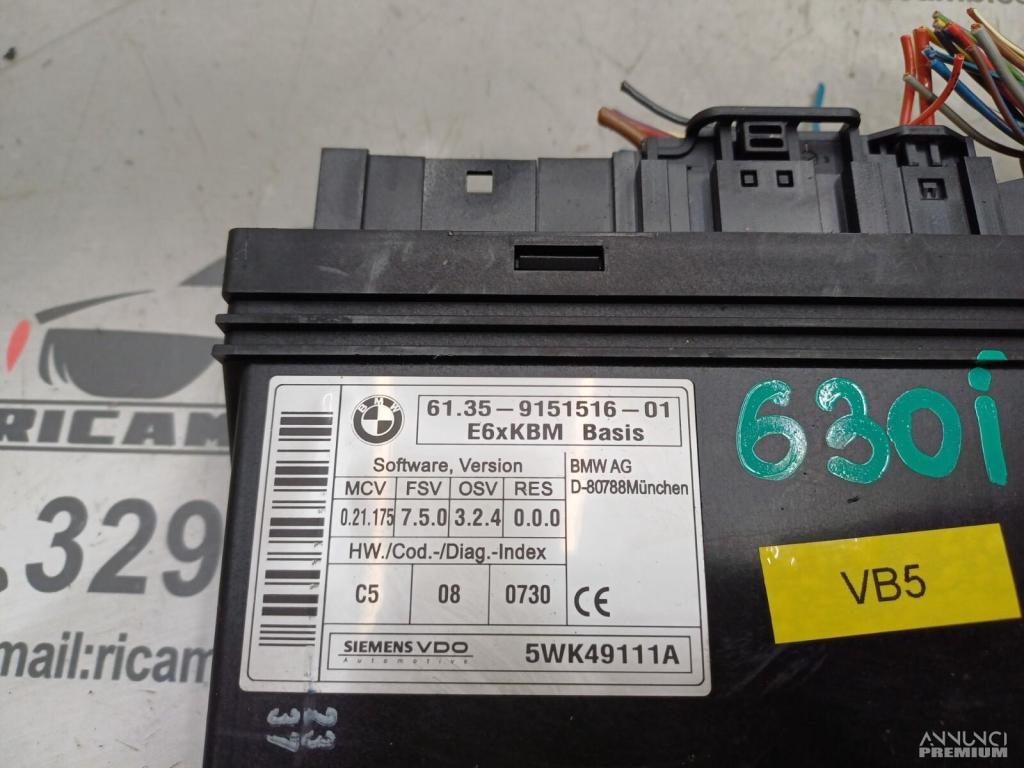 BMW
61.35-9151516-01
E6xKBM Basis
Software, Version
MCV FSV OSV RES
0.21.175 7.5.0 3.2.4 0.0.0
HW./Cod.-/Diag.-Index
C5 08 0730
BMW AG
D-80788München
CE
SIEMENS VDO
Automotive
5WK49111A
630i
VB5
RICAM
.329
mail:ricam
ANNUNCI
PREMIUM